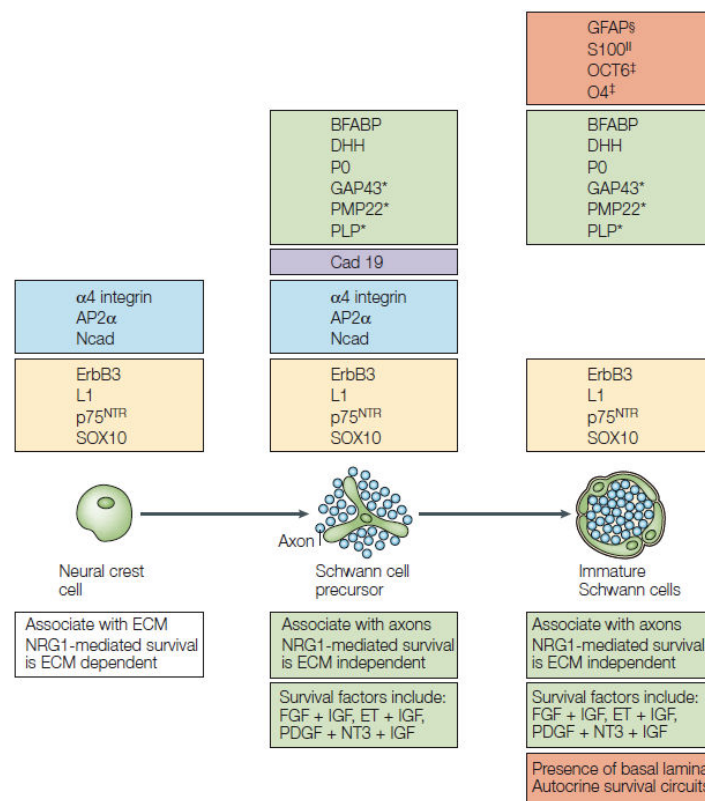 GFAP§
S100||
OCT6‡
O4‡
BFABP
DHH
P0
GAP43*
PMP22*
PLP*
BFABP
DHH
P0
GAP43*
PMP22*
PLP*
Cad 19
α4 integrin
AP2α
Ncad
α4 integrin
AP2α
Ncad
ErbB3
L1
p75NTR
SOX10
ErbB3
L1
p75NTR
SOX10
ErbB3
L1
p75NTR
SOX10
Axon
Neural crest
cell
Schwann cell
precursor
Immature
Schwann cells
Associate with ECM
NRG1-mediated survival
is ECM dependent
Associate with axons
NRG1-mediated survival
is ECM independent
Associate with axons
NRG1-mediated survival
is ECM independent
Survival factors include:
FGF + IGF, ET + IGF,
PDGF + NT3 + IGF
Survival factors include:
FGF + IGF, ET + IGF,
PDGF + NT3 + IGF
Presence of basal lamina
Autocrine survival circuits